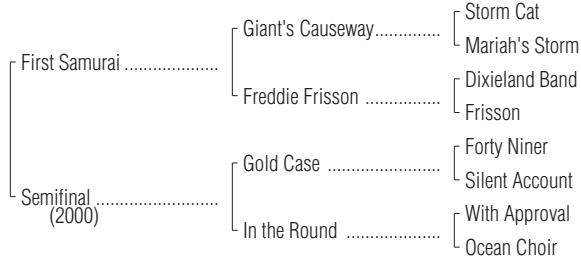 Storm Cat
Giant's Causeway..............
Mariah's Storm
First Samurai .....................
Dixieland Band
Freddie Frisson ................
Frisson
Forty Niner
Gold Case .......................
Silent Account
Semifinal ...........................
(2000)
With Approval
In the Round ...................
Ocean Choir